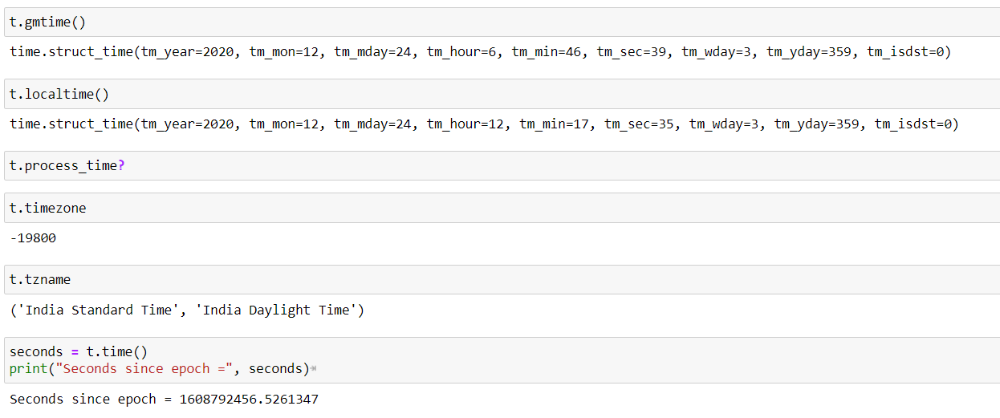 t.gmtime()
time.struct_time(tm_year=2020, tm_mon=12, tm_mday=24, tm_hour=6, tm_min=46, tm_sec=39, tm_wday=3, tm_yday=359, tm_isdst=0)
t.localtime()
time.struct_time(tm_year=2020, tm_mon=12, tm_mday=24, tm_hour=12, tm_min=17, tm_sec=35, tm_wday=3, tm_yday=359, tm_isdst=0)
t.process_time?
t.timezone
-19800
t.tzname
('India Standard Time', 'India Daylight Time')
seconds = t.time()
print("Seconds since epoch =", seconds)
Seconds since epoch = 1608792456.5261347